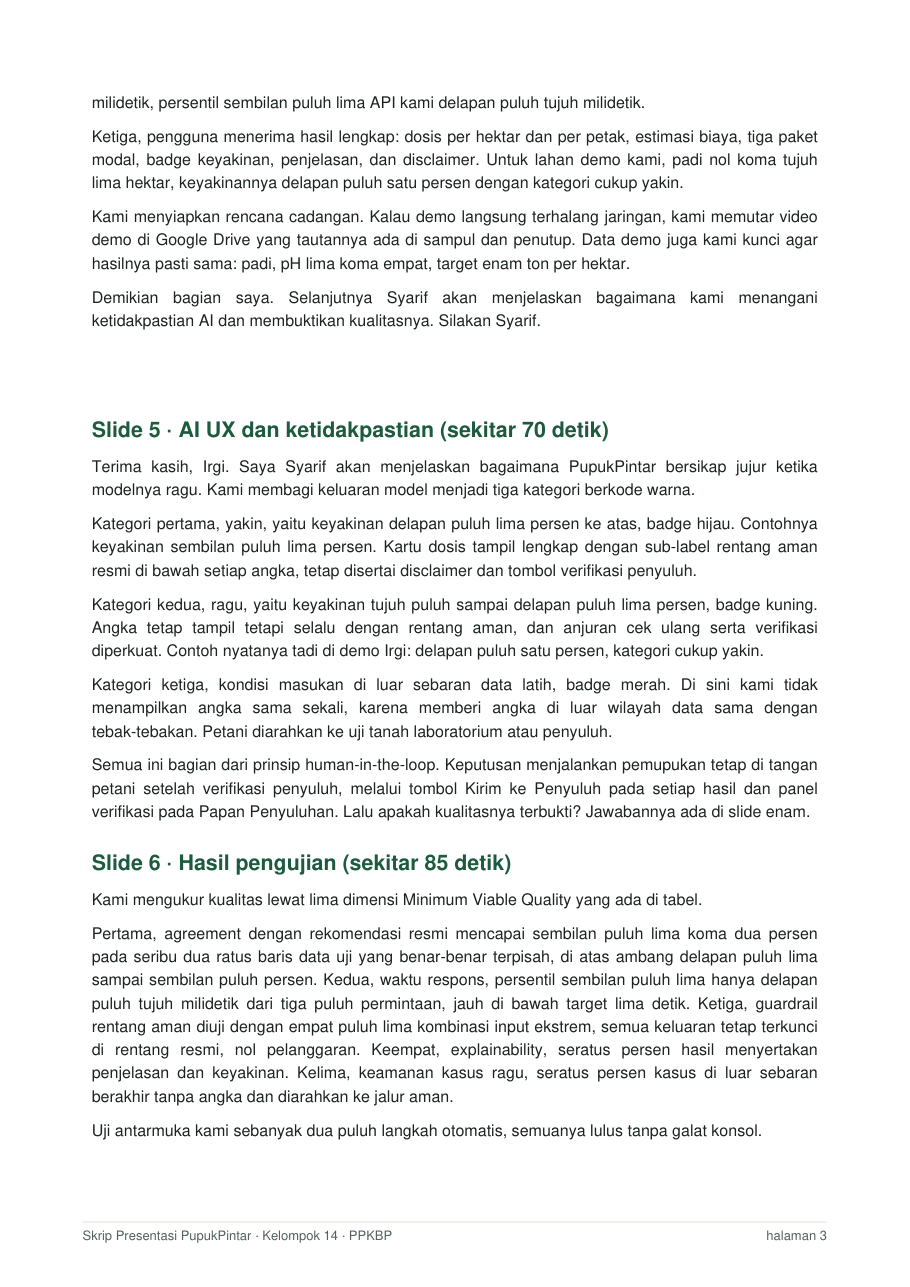 milidetik, persentil sembilan puluh lima API kami delapan puluh tujuh milidetik.
Ketiga, pengguna menerima hasil lengkap: dosis per hektar dan per petak, estimasi biaya, tiga paket
modal, badge keyakinan, penjelasan, dan disclaimer. Untuk lahan demo kami, padi nol koma tujuh
lima hektar, keyakinannya delapan puluh satu persen dengan kategori cukup yakin.
Kami menyiapkan rencana cadangan. Kalau demo langsung terhalang jaringan, kami memutar video
demo di Google Drive yang tautannya ada di sampul dan penutup. Data demo juga kami kunci agar
hasilnya pasti sama: padi, pH lima koma empat, target enam ton per hektar.
Demikian bagian saya. Selanjutnya Syarif akan menjelaskan bagaimana kami menangani
ketidakpastian AI dan membuktikan kualitasnya. Silakan Syarif.
Slide 5 · AI UX dan ketidakpastian (sekitar 70 detik)
Terima kasih, Irgi. Saya Syarif akan menjelaskan bagaimana PupukPintar bersikap jujur ketika
modelnya ragu. Kami membagi keluaran model menjadi tiga kategori berkode warna.
Kategori pertama, yakin, yaitu keyakinan delapan puluh lima persen ke atas, badge hijau. Contohnya
keyakinan sembilan puluh lima persen. Kartu dosis tampil lengkap dengan sub-label rentang aman
resmi di bawah setiap angka, tetap disertai disclaimer dan tombol verifikasi penyuluh.
Kategori kedua, ragu, yaitu keyakinan tujuh puluh sampai delapan puluh lima persen, badge kuning.
Angka tetap tampil tetapi selalu dengan rentang aman, dan anjuran cek ulang serta verifikasi
diperkuat. Contoh nyatanya tadi di demo Irgi: delapan puluh satu persen, kategori cukup yakin.
Kategori ketiga, kondisi masukan di luar sebaran data latih, badge merah. Di sini kami tidak
menampilkan angka sama sekali, karena memberi angka di luar wilayah data sama dengan
tebak-tebakan. Petani diarahkan ke uji tanah laboratorium atau penyuluh.
Semua ini bagian dari prinsip human-in-the-loop. Keputusan menjalankan pemupukan tetap di tangan
petani setelah verifikasi penyuluh, melalui tombol Kirim ke Penyuluh pada setiap hasil dan panel
verifikasi pada Papan Penyuluhan. Lalu apakah kualitasnya terbukti? Jawabannya ada di slide enam.
Slide 6 · Hasil pengujian (sekitar 85 detik)
Kami mengukur kualitas lewat lima dimensi Minimum Viable Quality yang ada di tabel.
Pertama, agreement dengan rekomendasi resmi mencapai sembilan puluh lima koma dua persen
pada seribu dua ratus baris data uji yang benar-benar terpisah, di atas ambang delapan puluh lima
sampai sembilan puluh persen. Kedua, waktu respons, persentil sembilan puluh lima hanya delapan
puluh tujuh milidetik dari tiga puluh permintaan, jauh di bawah target lima detik. Ketiga, guardrail
rentang aman diuji dengan empat puluh lima kombinasi input ekstrem, semua keluaran tetap terkunci
di rentang resmi, nol pelanggaran. Keempat, explainability, seratus persen hasil menyertakan
penjelasan dan keyakinan. Kelima, keamanan kasus ragu, seratus persen kasus di luar sebaran
berakhir tanpa angka dan diarahkan ke jalur aman.
Uji antarmuka kami sebanyak dua puluh langkah otomatis, semuanya lulus tanpa galat konsol.
Skrip Presentasi PupukPintar · Kelompok 14 · PPKBP
halaman 3